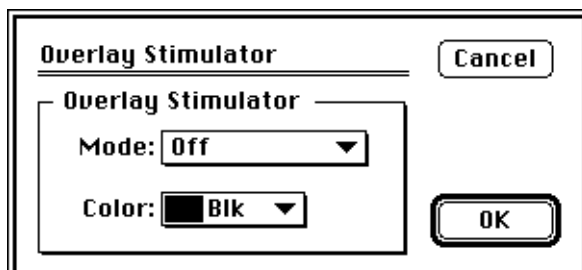 Overlay Stimulator
Cancel
Overlay Stimulator
Mode: Off
Color: Blk
OK